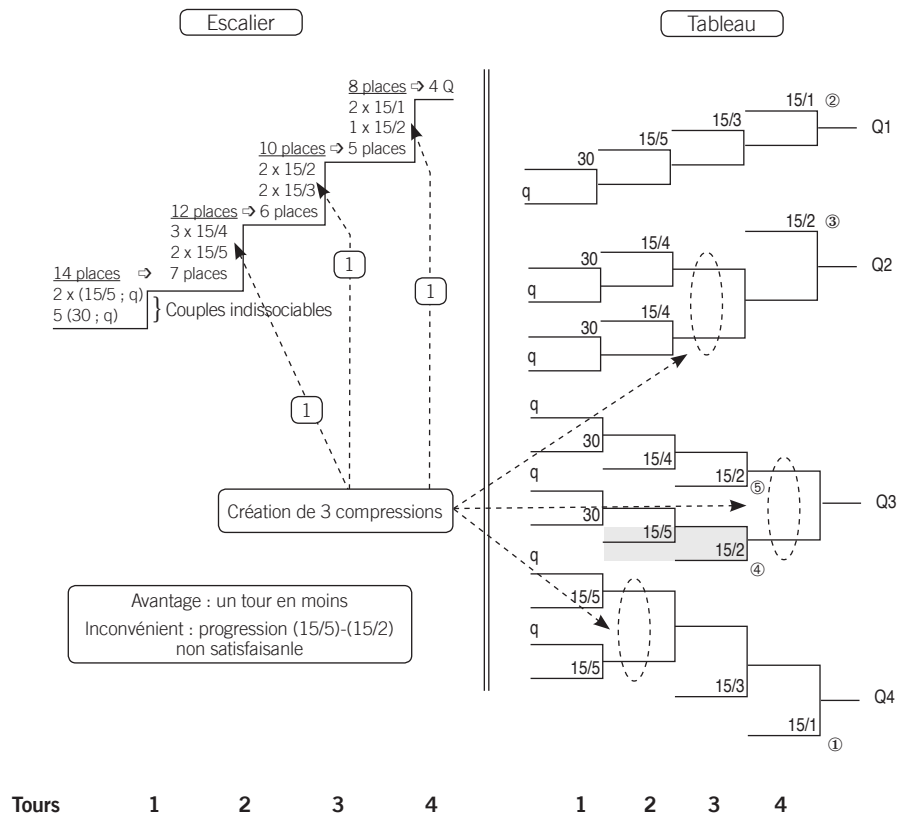 Escalier
Tableau
8 places ➩ 4 Q
2 x 15/1
1 x 15/2
10 places ➩ 5 places
2 x 15/2
2 x 15/3
12 places ➩ 6 places
3 x 15/4
2 x 15/5
14 places ➩ 7 places
2 x (15/5 ; q)
5 (30 ; q)
} Couples indissociables
1
1
1
Création de 3 compressions
Avantage : un tour en moins
Inconvénient : progression (15/5)-(15/2)
non satisfaisanle
15/1 ②
15/3
Q1
15/5
30
q
15/2 ③
15/4
Q2
30
q
15/4
30
q
q
30
15/4
q
15/2
⑤
Q3
30
15/5
15/2
q
④
15/5
q
15/5
15/3
Q4
15/1
①
Tours 1 2 3 4 1 2 3 4